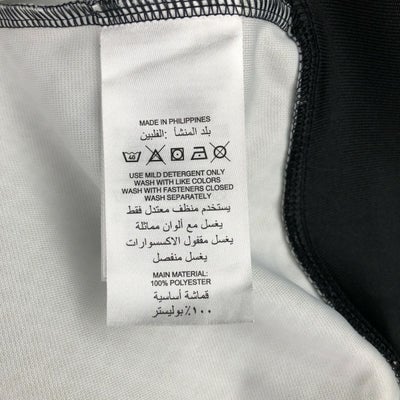 MADE IN PHILIPPINES
بلد المنشأ: الفلبين
40
USE MILD DETERGENT ONLY
WASH WITH LIKE COLORS
WASH WITH FASTENERS CLOSED
WASH SEPARATELY
يستخدم منظف معتدل فقط
يغسل مع ألوان مماثلة
يغسل مقفول الاكسسوارات
يغسل منفصل
MAIN MATERIAL:
100% POLYESTER
قماشة أساسية
١٠٠٪ بوليستر